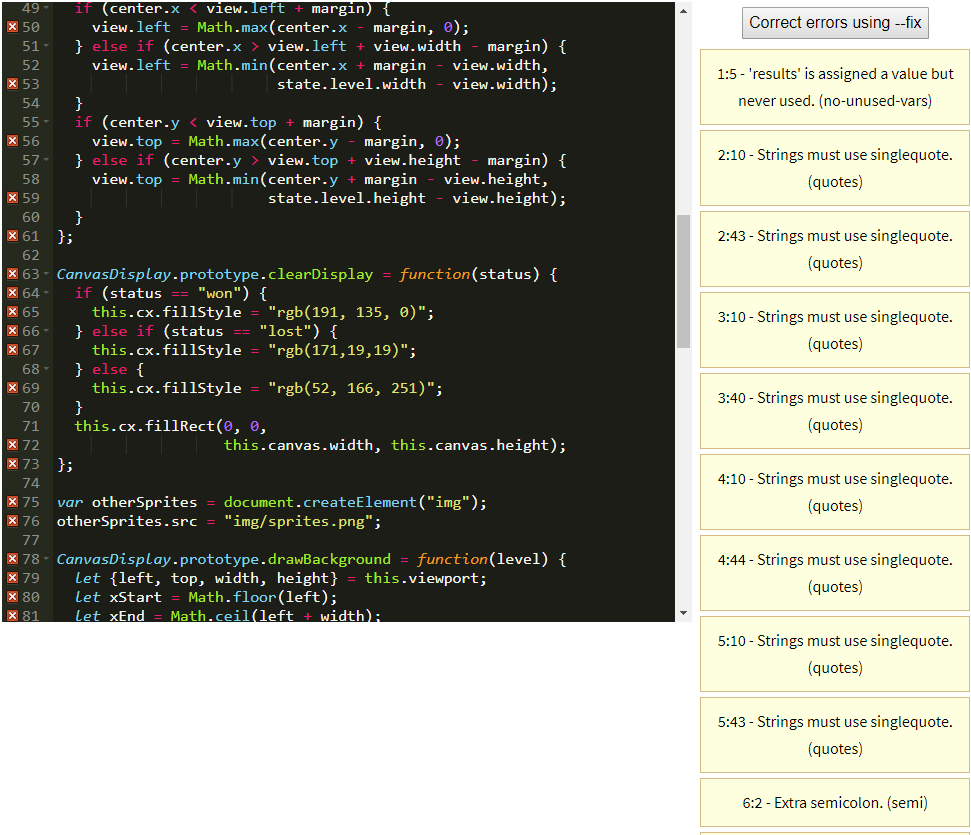 49 if (center.x < view.left + margin) {
50 view.left = Math.max(center.x - margin, 0);
51 } else if (center.x > view.left + view.width - margin) {
52 view.left = Math.min(center.x + margin - view.width,
53 state.level.width - view.width);
54 }
55 if (center.y < view.top + margin) {
56 view.top = Math.max(center.y - margin, 0);
57 } else if (center.y > view.top + view.height - margin) {
58 view.top = Math.min(center.y + margin - view.height,
59 state.level.height - view.height);
60 }
61 };
62
63 CanvasDisplay.prototype.clearDisplay = function(status) {
64 if (status == "won") {
65 this.cx.fillStyle = "rgb(191, 135, 0)";
66 } else if (status == "lost") {
67 this.cx.fillStyle = "rgb(171,19,19)";
68 } else {
69 this.cx.fillStyle = "rgb(52, 166, 251)";
70 }
71 this.cx.fillRect(0, 0,
72 this.canvas.width, this.canvas.height);
73 };
74
75 var otherSprites = document.createElement("img");
76 otherSprites.src = "img/sprites.png";
77
78 CanvasDisplay.prototype.drawBackground = function(level) {
79 let {left, top, width, height} = this.viewport;
80 let xStart = Math.floor(left);
81 let xEnd = Math.ceil(left + width);
Correct errors using --fix
1:5 - 'results' is assigned a value but
never used. (no-unused-vars)
2:10 - Strings must use singlequote.
(quotes)
2:43 - Strings must use singlequote.
(quotes)
3:10 - Strings must use singlequote.
(quotes)
3:40 - Strings must use singlequote.
(quotes)
4:10 - Strings must use singlequote.
(quotes)
4:44 - Strings must use singlequote.
(quotes)
5:10 - Strings must use singlequote.
(quotes)
5:43 - Strings must use singlequote.
(quotes)
6:2 - Extra semicolon. (semi)